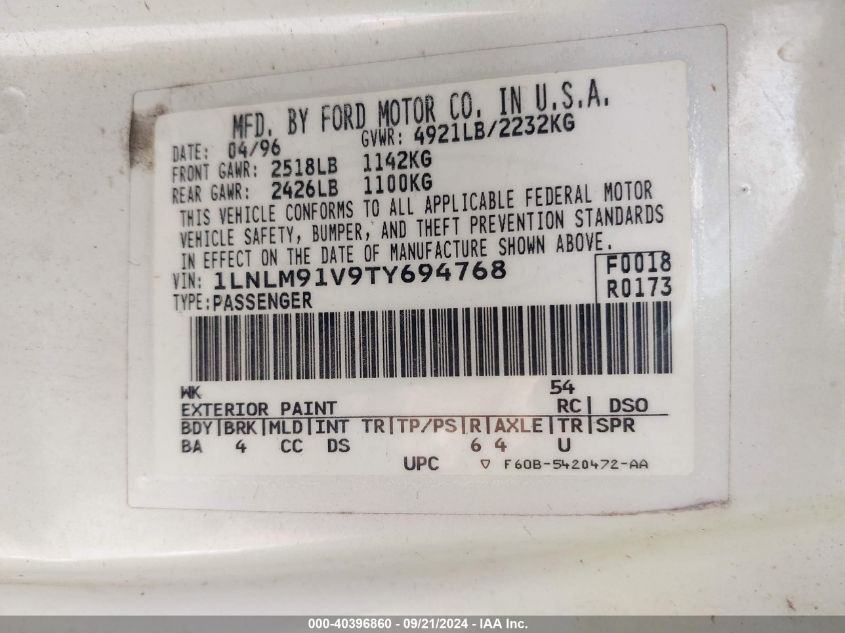 MFD. BY FORD MOTOR CO. IN U.S.A.
DATE: 04/96 GVWR: 4921LB/2232KG
FRONT GAWR: 2518LB 1142KG
REAR GAWR: 2426LB 1100KG
THIS VEHICLE CONFORMS TO ALL APPLICABLE FEDERAL MOTOR
VEHICLE SAFETY, BUMPER, AND THEFT PREVENTION STANDARDS
IN EFFECT ON THE DATE OF MANUFACTURE SHOWN ABOVE.
VIN: 1LNLM91V9TY694768 F0018
TYPE: PASSENGER R0173
WK 54
EXTERIOR PAINT RC| DSO
BDY|BRK|MLD|INT TR|TP/PS|R|AXLE|TR|SPR
BA 4 CC DS 6 4 U
UPC ▽ F60B-5420472-AA
000-40396860 - 09/21/2024 - IAA Inc.